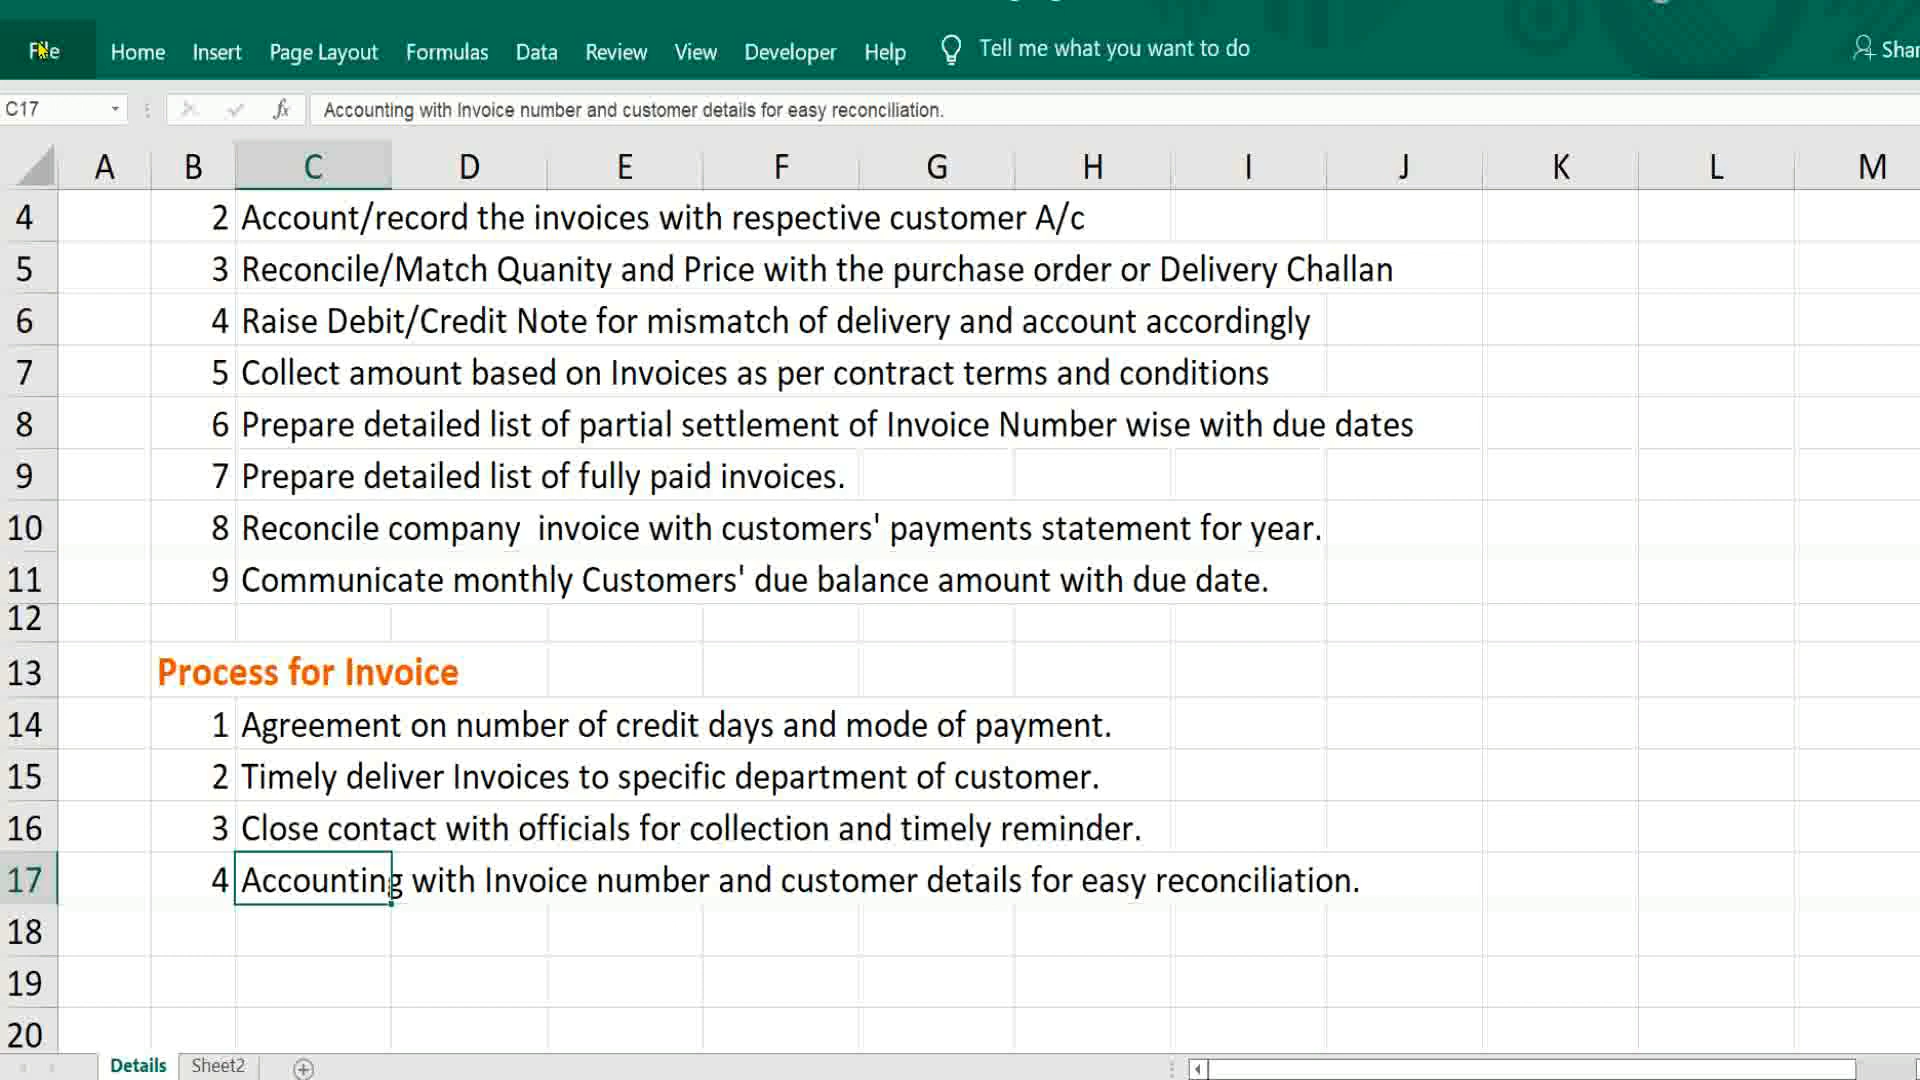 File Home Insert Page Layout Formulas Data Review View Developer Help Tell me what you want to do
C17 fx Accounting with Invoice number and customer details for easy reconciliation.
A B C D E F G H I J K L M
4 2 Account/record the invoices with respective customer A/c
5 3 Reconcile/Match Quanity and Price with the purchase order or Delivery Challan
6 4 Raise Debit/Credit Note for mismatch of delivery and account accordingly
7 5 Collect amount based on Invoices as per contract terms and conditions
8 6 Prepare detailed list of partial settlement of Invoice Number wise with due dates
9 7 Prepare detailed list of fully paid invoices.
10 8 Reconcile company  invoice with customers' payments statement for year.
11 9 Communicate monthly Customers' due balance amount with due date.
12
13 Process for Invoice
14 1 Agreement on number of credit days and mode of payment.
15 2 Timely deliver Invoices to specific department of customer.
16 3 Close contact with officials for collection and timely reminder.
17 4 Accounting with Invoice number and customer details for easy reconciliation.
18
19
20
Details Sheet2